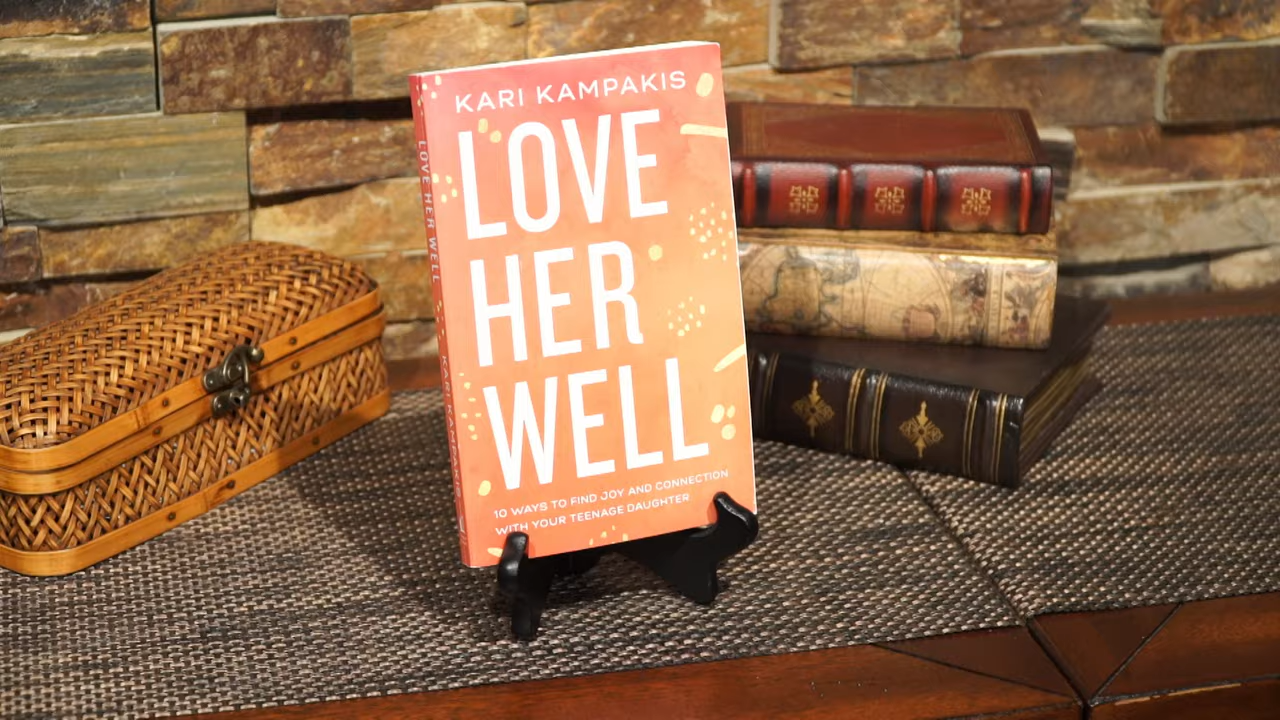 KARI KAMPAKIS
LOVE
HER
WELL
10 WAYS TO FIND JOY AND CONNECTION
WITH YOUR TEENAGE DAUGHTER
LOVE HER WELL
KARI KAMPAKIS